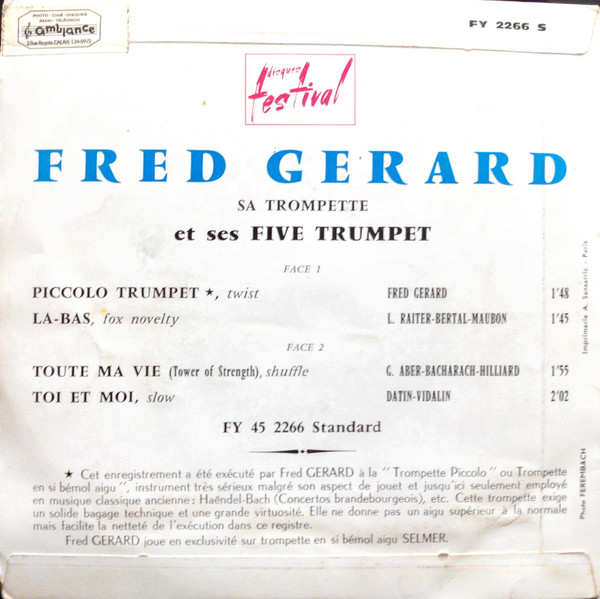 PHOTO - CINÉ - DISQUES
RADIO - TÉLÉVISION
ambiance
2, Rue Royale CALAIS 134-69-72
FY 2266 S
disques
festival
FRED GERARD
SA TROMPETTE
et ses FIVE TRUMPET
FACE 1
PICCOLO TRUMPET ★, twist FRED GERARD 1'48
LA-BAS, fox novelty L. RAITER-BERTAL-MAUBON 1'45
FACE 2
TOUTE MA VIE (Tower of Strength), shuffle G. ABER-BACHARACH-HILLIARD 1'55
TOI ET MOI, slow DATIN-VIDALIN 2'02
FY 45 2266 Standard
★ Cet enregistrement a été exécuté par Fred GERARD à la " Trompette Piccolo " ou Trompette
en si bémol aigu ", instrument très sérieux malgré son aspect de jouet et jusqu'ici seulement employé
en musique classique ancienne : Haëndel-Bach (Concertos brandebourgeois), etc. Cette trompette exige
un solide bagage technique et une grande virtuosité. Elle ne donne pas un aigu supérieur à la normale
mais facilite la netteté de l'exécution dans ce registre.
Fred GERARD joue en exclusivité sur trompette en si bémol aigu SELMER.
Imprimerie A. Sansarric - Paris
Photo FEREMBACH